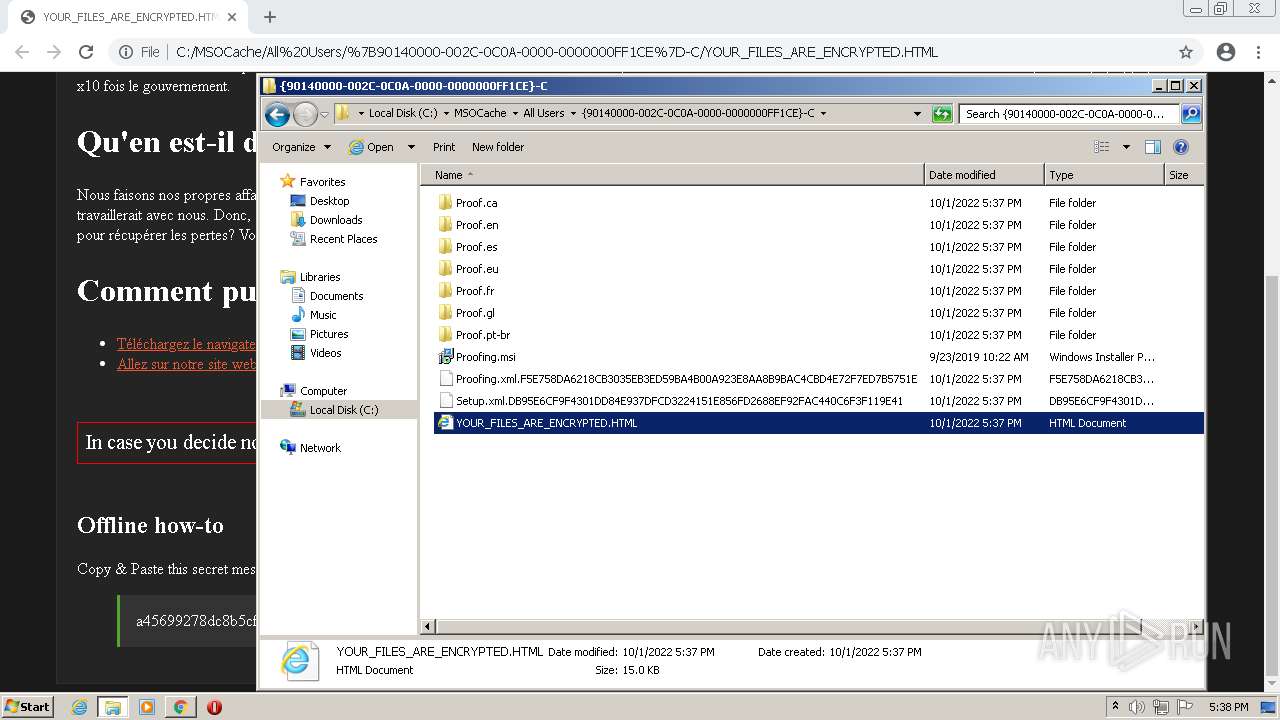 YOUR_FILES_ARE_ENCRYPTED.HTM
File | C:/MSOCache/All%20Users/%7B90140000-002C-0C0A-0000-0000000FF1CE%7D-C/YOUR_FILES_ARE_ENCRYPTED.HTML
x10 fois le gouvernement.
Qu'en est-il d
Nous faisons nos propres affa
travaillerait avec nous. Donc,
pour récupérer les pertes? Vo
Comment pu
Téléchargez le navigate
Allez sur notre site web
In case you decide no
Offline how-to
Copy & Paste this secret mes
a45699278dc8b5cf
{90140000-002C-0C0A-0000-0000000FF1CE}-C
Local Disk (C:) MSOCache All Users {90140000-002C-0C0A-0000-0000000FF1CE}-C
Search {90140000-002C-0C0A-0000-0...
Organize Open Print New folder
Favorites
Desktop
Downloads
Recent Places
Libraries
Documents
Music
Pictures
Videos
Computer
Local Disk (C:)
Network
Name Date modified Type Size
Proof.ca 10/1/2022 5:37 PM File folder
Proof.en 10/1/2022 5:37 PM File folder
Proof.es 10/1/2022 5:37 PM File folder
Proof.eu 10/1/2022 5:37 PM File folder
Proof.fr 10/1/2022 5:37 PM File folder
Proof.gl 10/1/2022 5:37 PM File folder
Proof.pt-br 10/1/2022 5:37 PM File folder
Proofing.msi 9/26/2019 10:22 AM Windows Installer P...
10/1/2022 5:37 PM F5E758DA6218CB3...
10/1/2022 5:37 PM DB95E6CF9F4301D...
YOUR_FILES_ARE_ENCRYPTED.HTML 10/1/2022 5:37 PM HTML Document
YOUR_FILES_ARE_ENCRYPTED.HTML Date modified: 10/1/2022 5:37 PM Date created: 10/1/2022 5:37 PM
HTML Document Size: 15.0 KB
ANY RUN
Start 5:38 PM